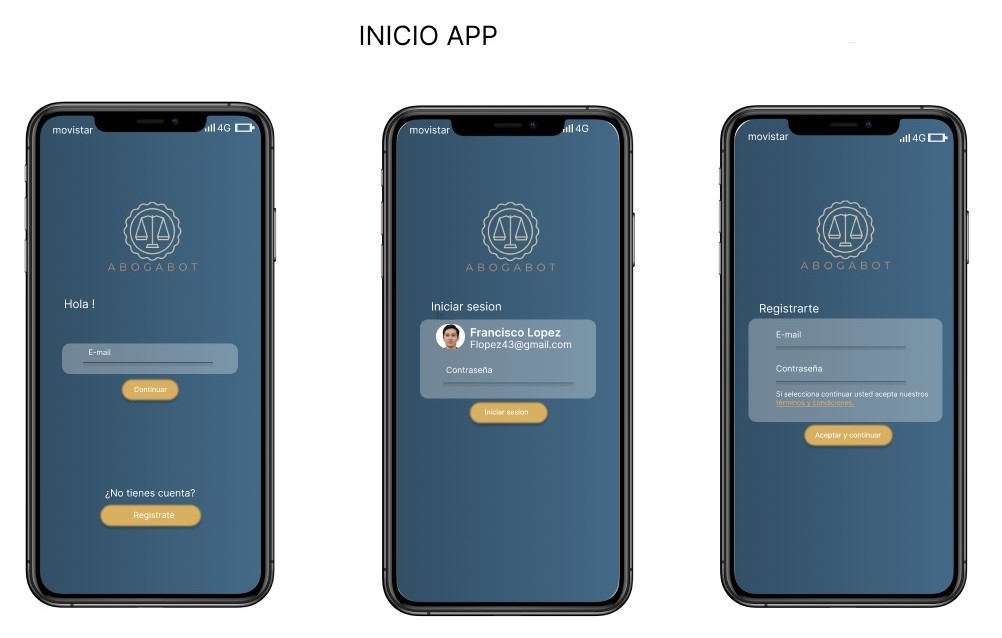 INICIO APP
movistar
4G
ABOGABOT
Hola !
E-mail
Continuar
¿No tienes cuenta?
Registrate
movistar
4G
ABOGABOT
Iniciar sesion
Francisco Lopez
Flopez43@gmail.com
Contraseña
Iniciar sesion
movistar
4G
ABOGABOT
Registrarte
E-mail
Contraseña
Si selecciona continuar usted acepta nuestros
términos y condiciones.
Aceptar y continuar